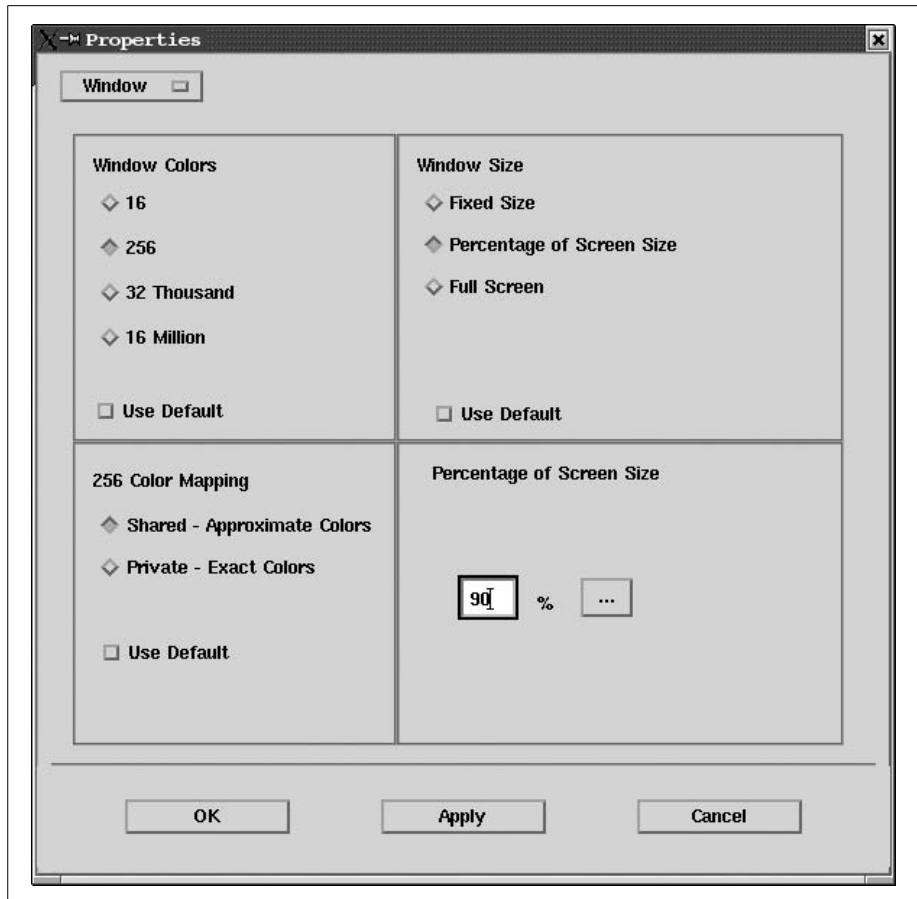 Properties
Window
Window Colors
16
256
32 Thousand
16 Million
Use Default
Window Size
Fixed Size
Percentage of Screen Size
Full Screen
Use Default
256 Color Mapping
Shared - Approximate Colors
Private - Exact Colors
Use Default
Percentage of Screen Size
90 % ...
OK Apply Cancel